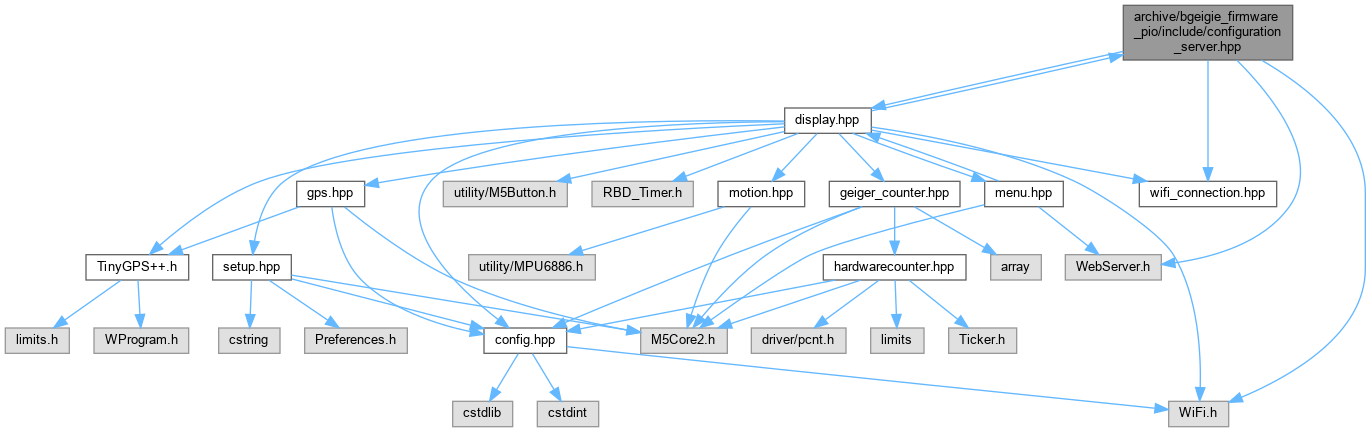 archive/bgeigie_firmware
_pio/include/configuration
_server.hpp
display.hpp
gps.hpp
utility/M5Button.h
RBD_Timer.h
motion.hpp
geiger_counter.hpp
menu.hpp
wifi_connection.hpp
TinyGPS++.h
setup.hpp
utility/MPU6886.h
hardwarecounter.hpp
array
WebServer.h
limits.h
WProgram.h
cstring
Preferences.h
config.hpp
M5Core2.h
driver/pcnt.h
limits
Ticker.h
cstdlib
cstdint
WiFi.h